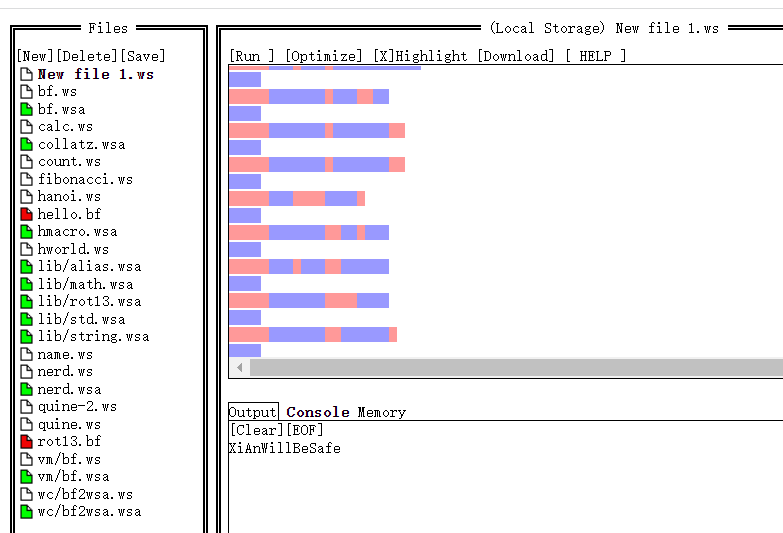 Files
[New][Delete][Save]
New file 1.ws
bf.ws
bf.wsa
calc.ws
collatz.wsa
count.ws
fibonacci.ws
hanoi.ws
hello.bf
hmacro.wsa
hworld.ws
lib/alias.wsa
lib/math.wsa
lib/rot13.wsa
lib/std.wsa
lib/string.wsa
name.ws
nerd.ws
nerd.wsa
quine-2.ws
quine.ws
rot13.bf
vm/bf.ws
vm/bf.wsa
wc/bf2wsa.ws
wc/bf2wsa.wsa
(Local Storage) New file 1.ws
[Run ] [Optimize] [X]Highlight [Download] [ HELP ]
Output Console Memory
[Clear][EOF]
XiAnWillBeSafe